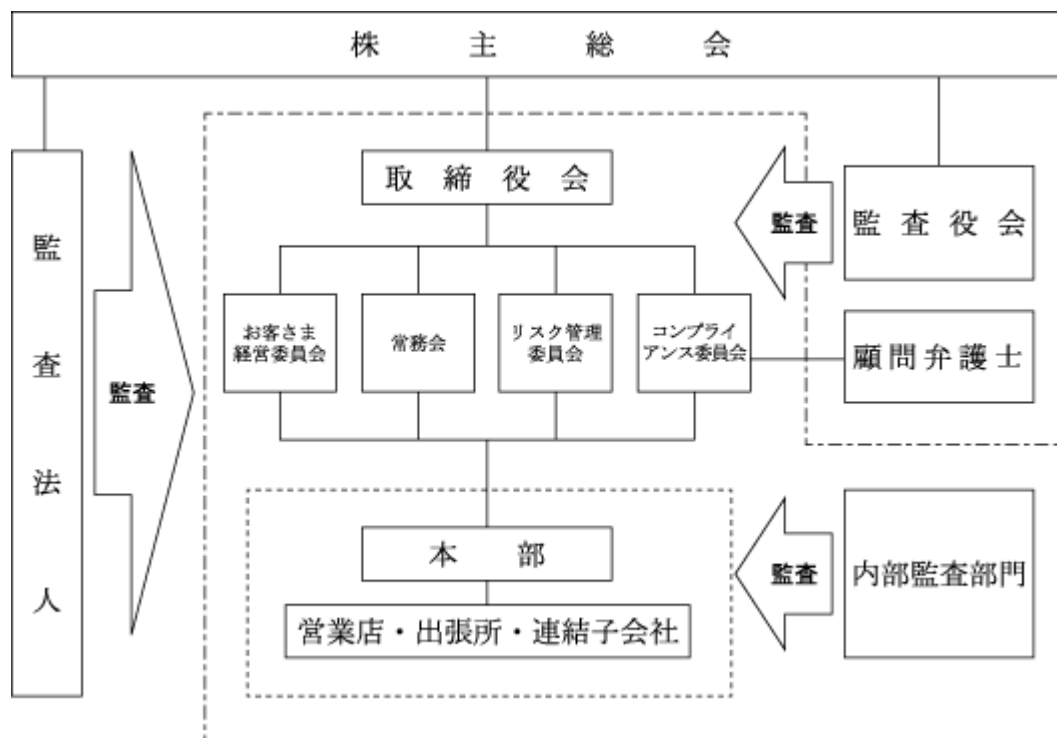 株主総会
監査法人
監査
取締役会
監査
監査役会
お客さま
経営委員会
常務会
リスク管理
委員会
コンプライ
アンス委員会
顧問弁護士
本部
営業店・出張所・連結子会社
監査
内部監査部門